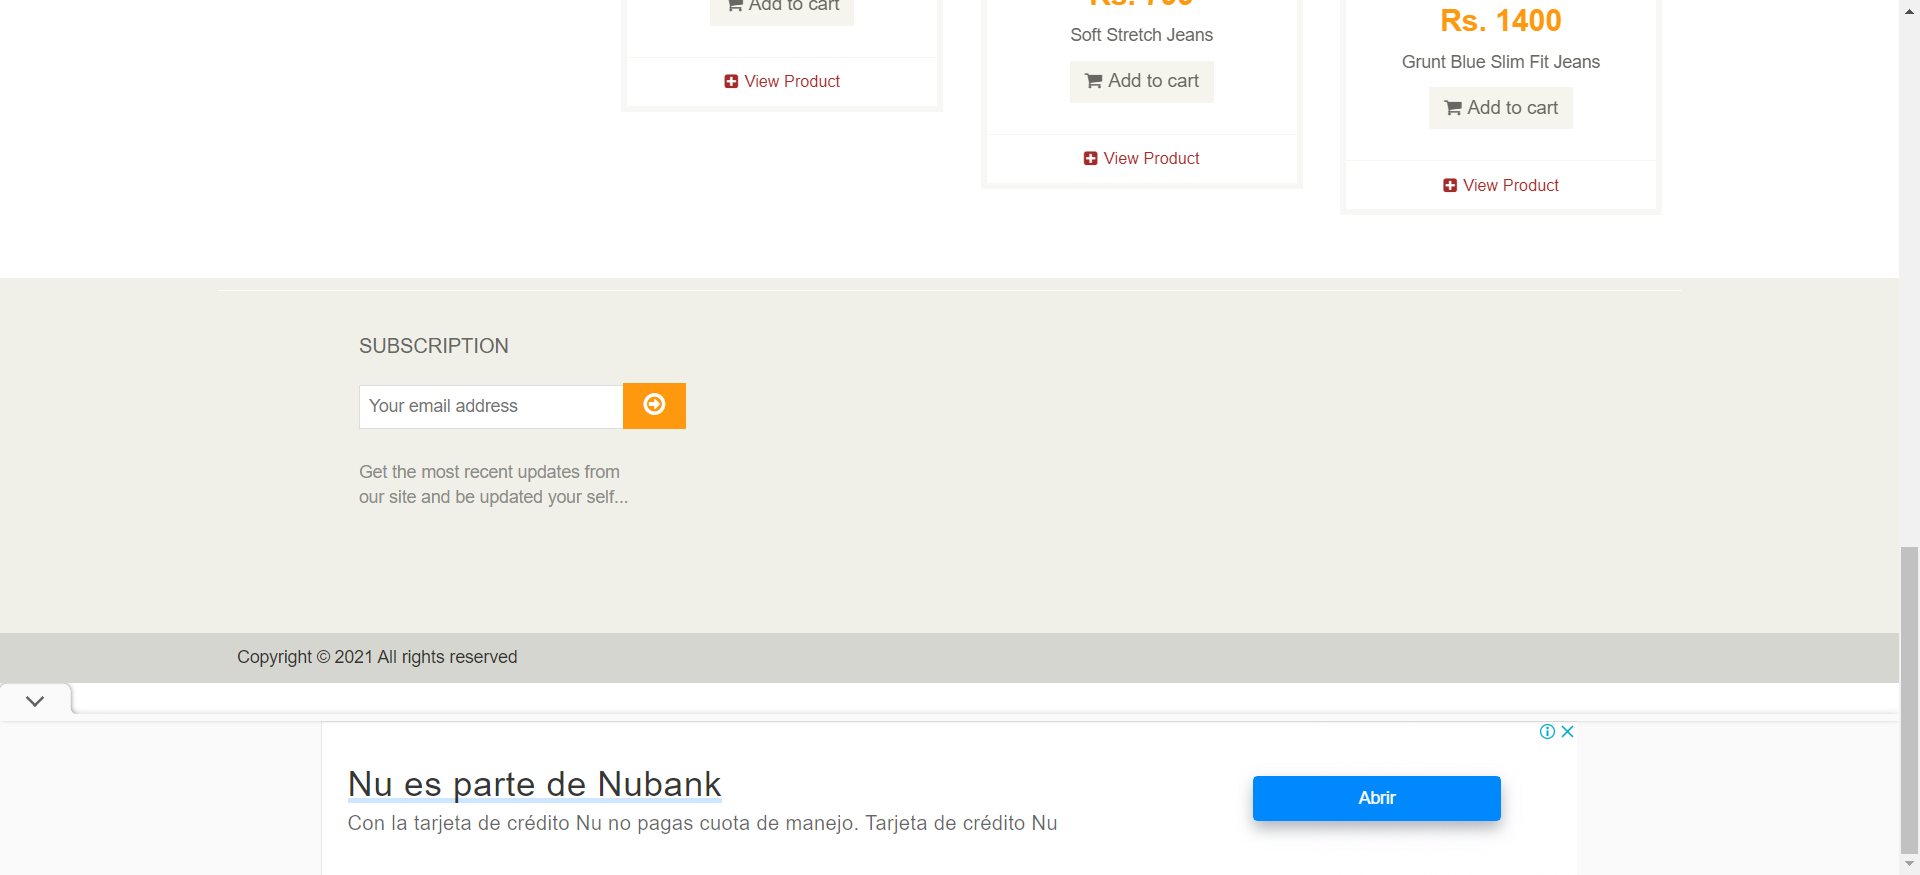 Add to cart
View Product
Soft Stretch Jeans
Add to cart
View Product
Rs. 1400
Grunt Blue Slim Fit Jeans
Add to cart
View Product
SUBSCRIPTION
Your email address
Get the most recent updates from
our site and be updated your self...
Copyright © 2021 All rights reserved
Nu es parte de Nubank
Con la tarjeta de crédito Nu no pagas cuota de manejo. Tarjeta de crédito Nu
Abrir